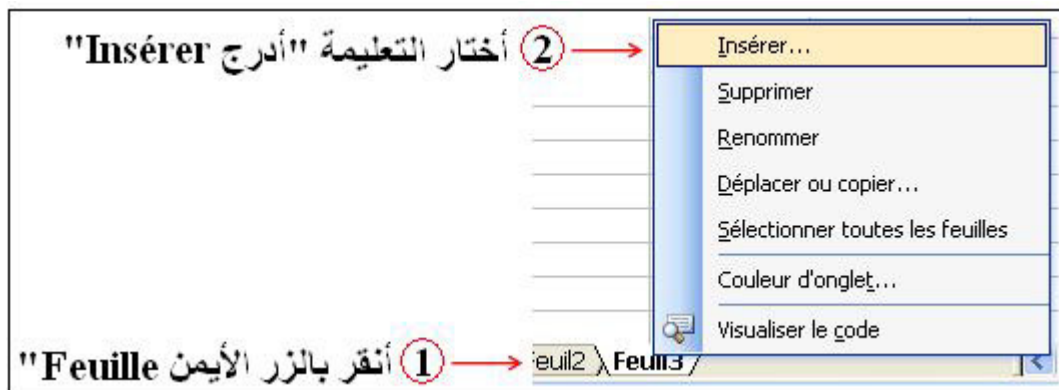 ② أختار التعليمة "أدرج Insérer"
Insérer...
Supprimer
Renommer
Déplacer ou copier...
Sélectionner toutes les feuilles
Couleur d'onglet...
Visualiser le code
① أنقر بالزر الأيمن Feuille"
Feuil2 Feuil3